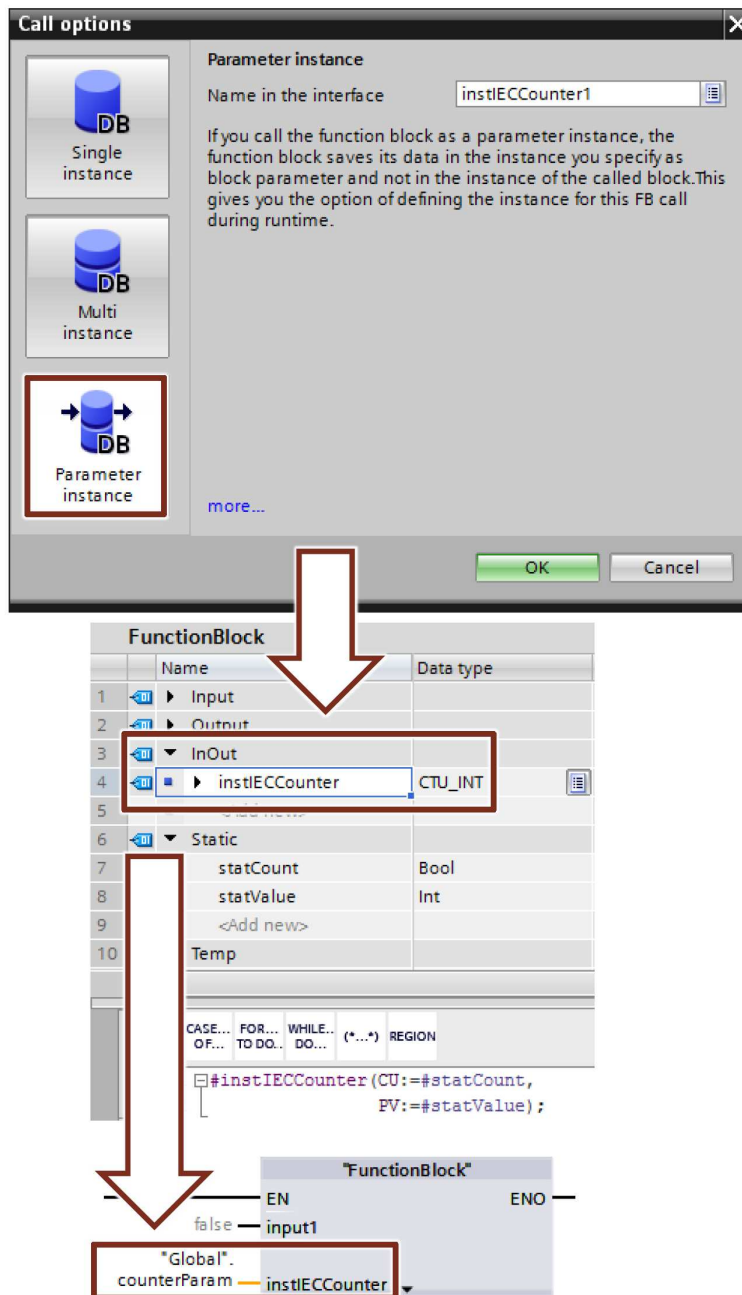 Call options
Parameter instance
Name in the interface instIECCounter1
If you call the function block as a parameter instance, the
function block saves its data in the instance you specify as
block parameter and not in the instance of the called block.This
gives you the option of defining the instance for this FB call
during runtime.
DB
Single
instance
DB
Multi
instance
DB
Parameter
instance
more...
OK Cancel
FunctionBlock
Name Data type
1 Input
2 Output
3 InOut
4 instIECCounter CTU_INT
5 <Add new>
6 Static
7 statCount Bool
8 statValue Int
9 <Add new>
10 Temp
CASE... FOR... WHILE.. (*...*) REGION
OF... TO DO.. DO...
#instIECCounter(CU:=#statCount,
PV:=#statValue);
"FunctionBlock"
EN ENO
false input1
"Global".
counterParam instIECCounter